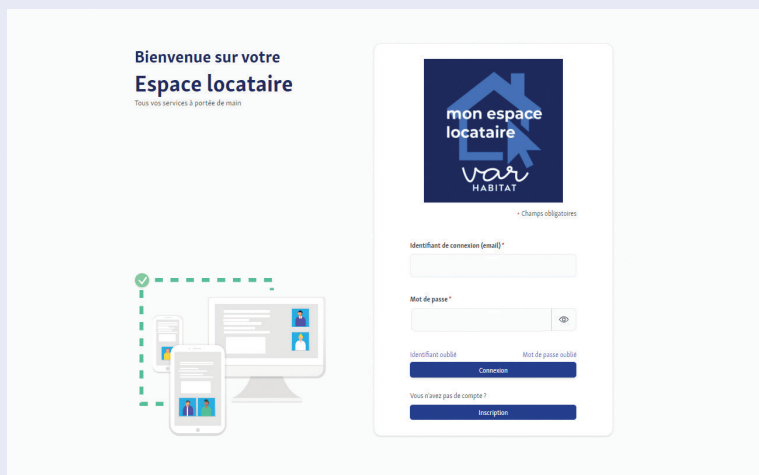 Bienvenue sur votre
Espace locataire
Tous vos services à portée de main
mon espace
locataire
var
HABITAT
* Champs obligatoires
Identifiant de connexion (email) *
Mot de passe *
Identifiant oublié
Mot de passe oublié
Connexion
Vous n'avez pas de compte ?
Inscription